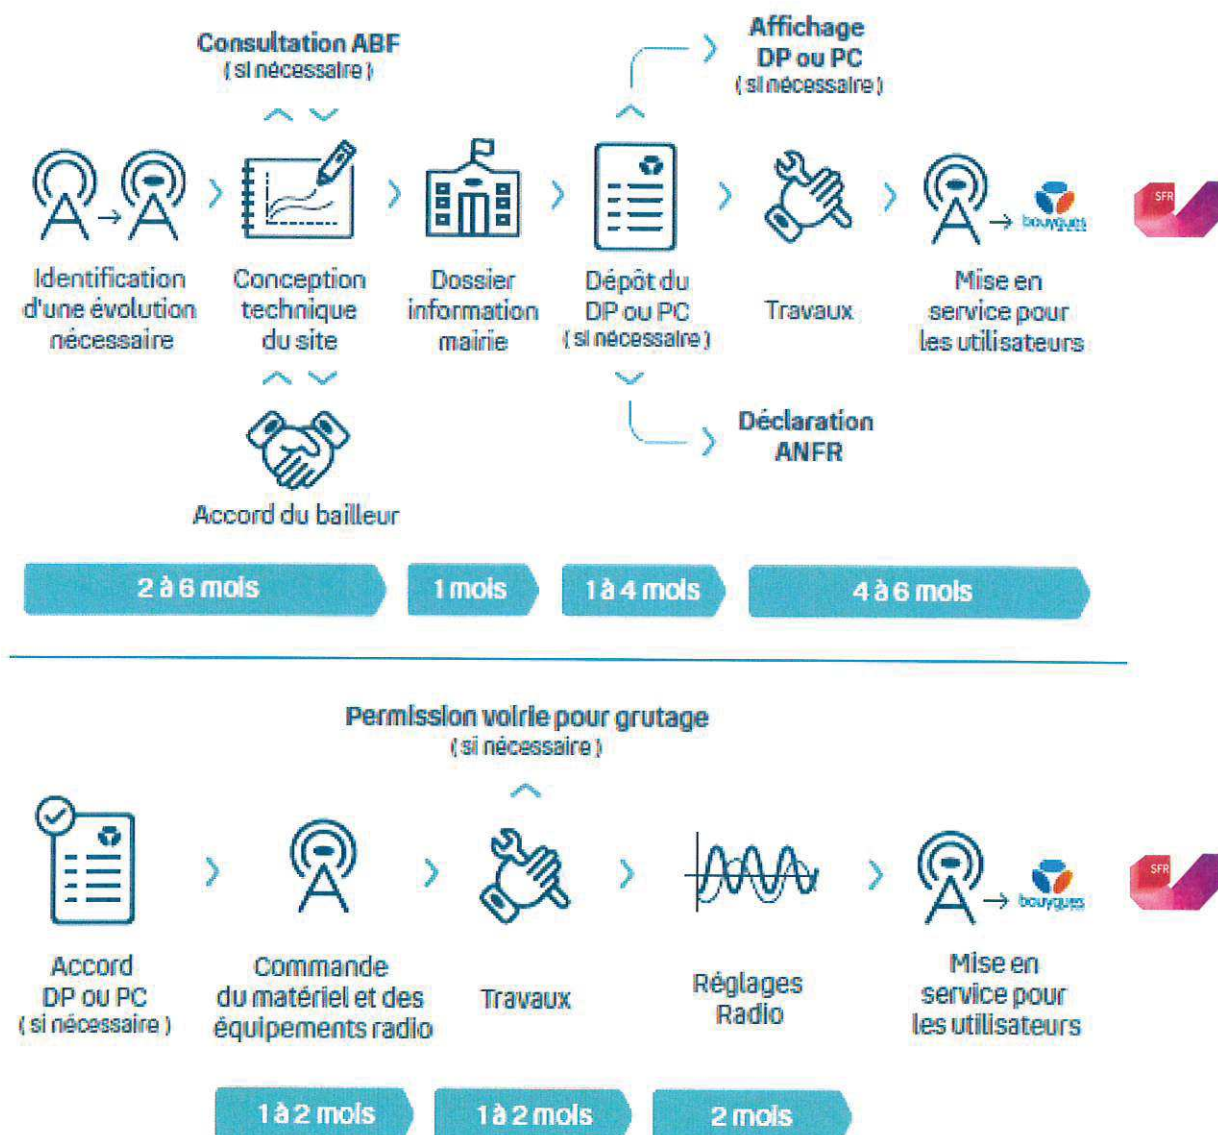 Consultation ABF
( si nécessaire )
Affichage
DP ou PC
( si nécessaire )
bouygues
SFR
Identification
d'une évolution
nécessaire
Conception
technique
du site
Dossier
information
mairie
Dépôt du
DP ou PC
( si nécessaire )
Travaux
Mise en
service pour
les utilisateurs
Déclaration
ANFR
Accord du bailleur
2 à 6 mois
1 mois
1 à 4 mois
4 à 6 mois
Permission voirie pour grutage
( si nécessaire )
bouygues
SFR
Accord
DP ou PC
( si nécessaire )
Commande
du matériel et des
équipements radio
Travaux
Réglages
Radio
Mise en
service pour
les utilisateurs
1 à 2 mois
1 à 2 mois
2 mois